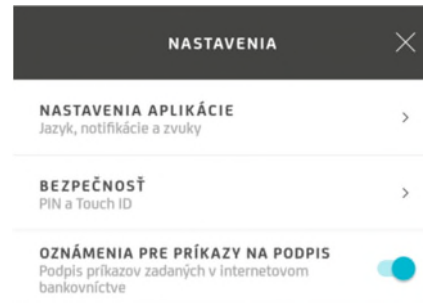 NASTAVENIA
NASTAVENIA APLIKÁCIE
Jazyk, notifikácie a zvuky
BEZPEČNOSŤ
PIN a Touch ID
OZNÁMENIA PRE PRÍKAZY NA PODPIS
Podpis príkazov zadaných v internetovom
bankovníctve